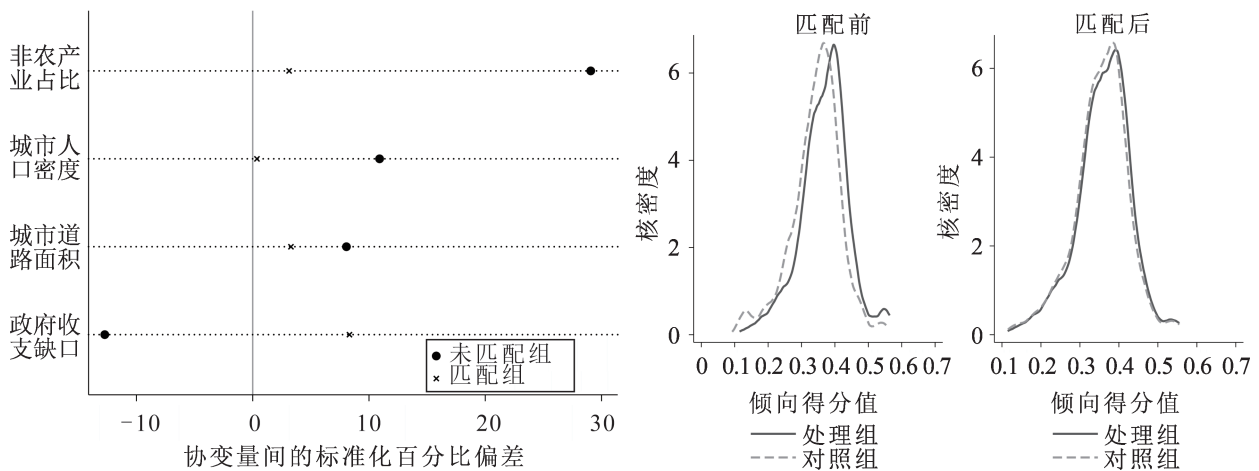 非农产
业占比
城市人
口密度
城市道
路面积
政府收
支缺口
未匹配组
匹配组
-10 0 10 20 30
协变量间的标准化百分比偏差
匹配前
6
4
2
0
核密度
0 0.1 0.2 0.3 0.4 0.5 0.6 0.7
倾向得分值
处理组
对照组
匹配后
6
4
2
0
核密度
0.1 0.2 0.3 0.4 0.5 0.6 0.7
倾向得分值
处理组
对照组